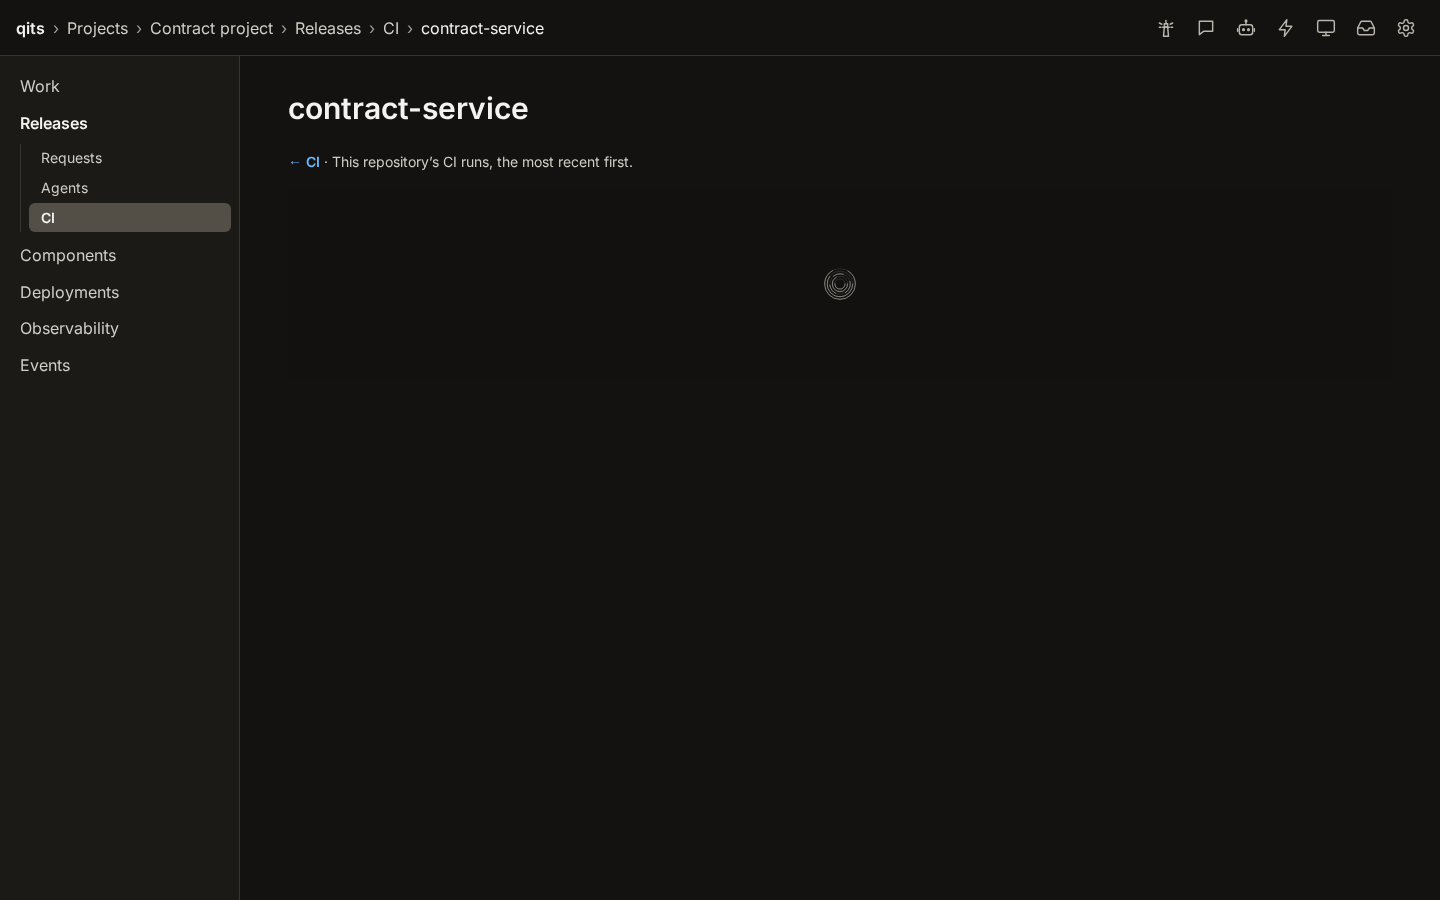 qits › Projects › Contract project › Releases › CI › contract-service
Work
Releases
Requests
Agents
CI
Components
Deployments
Observability
Events
contract-service
← CI · This repository’s CI runs, the most recent first.